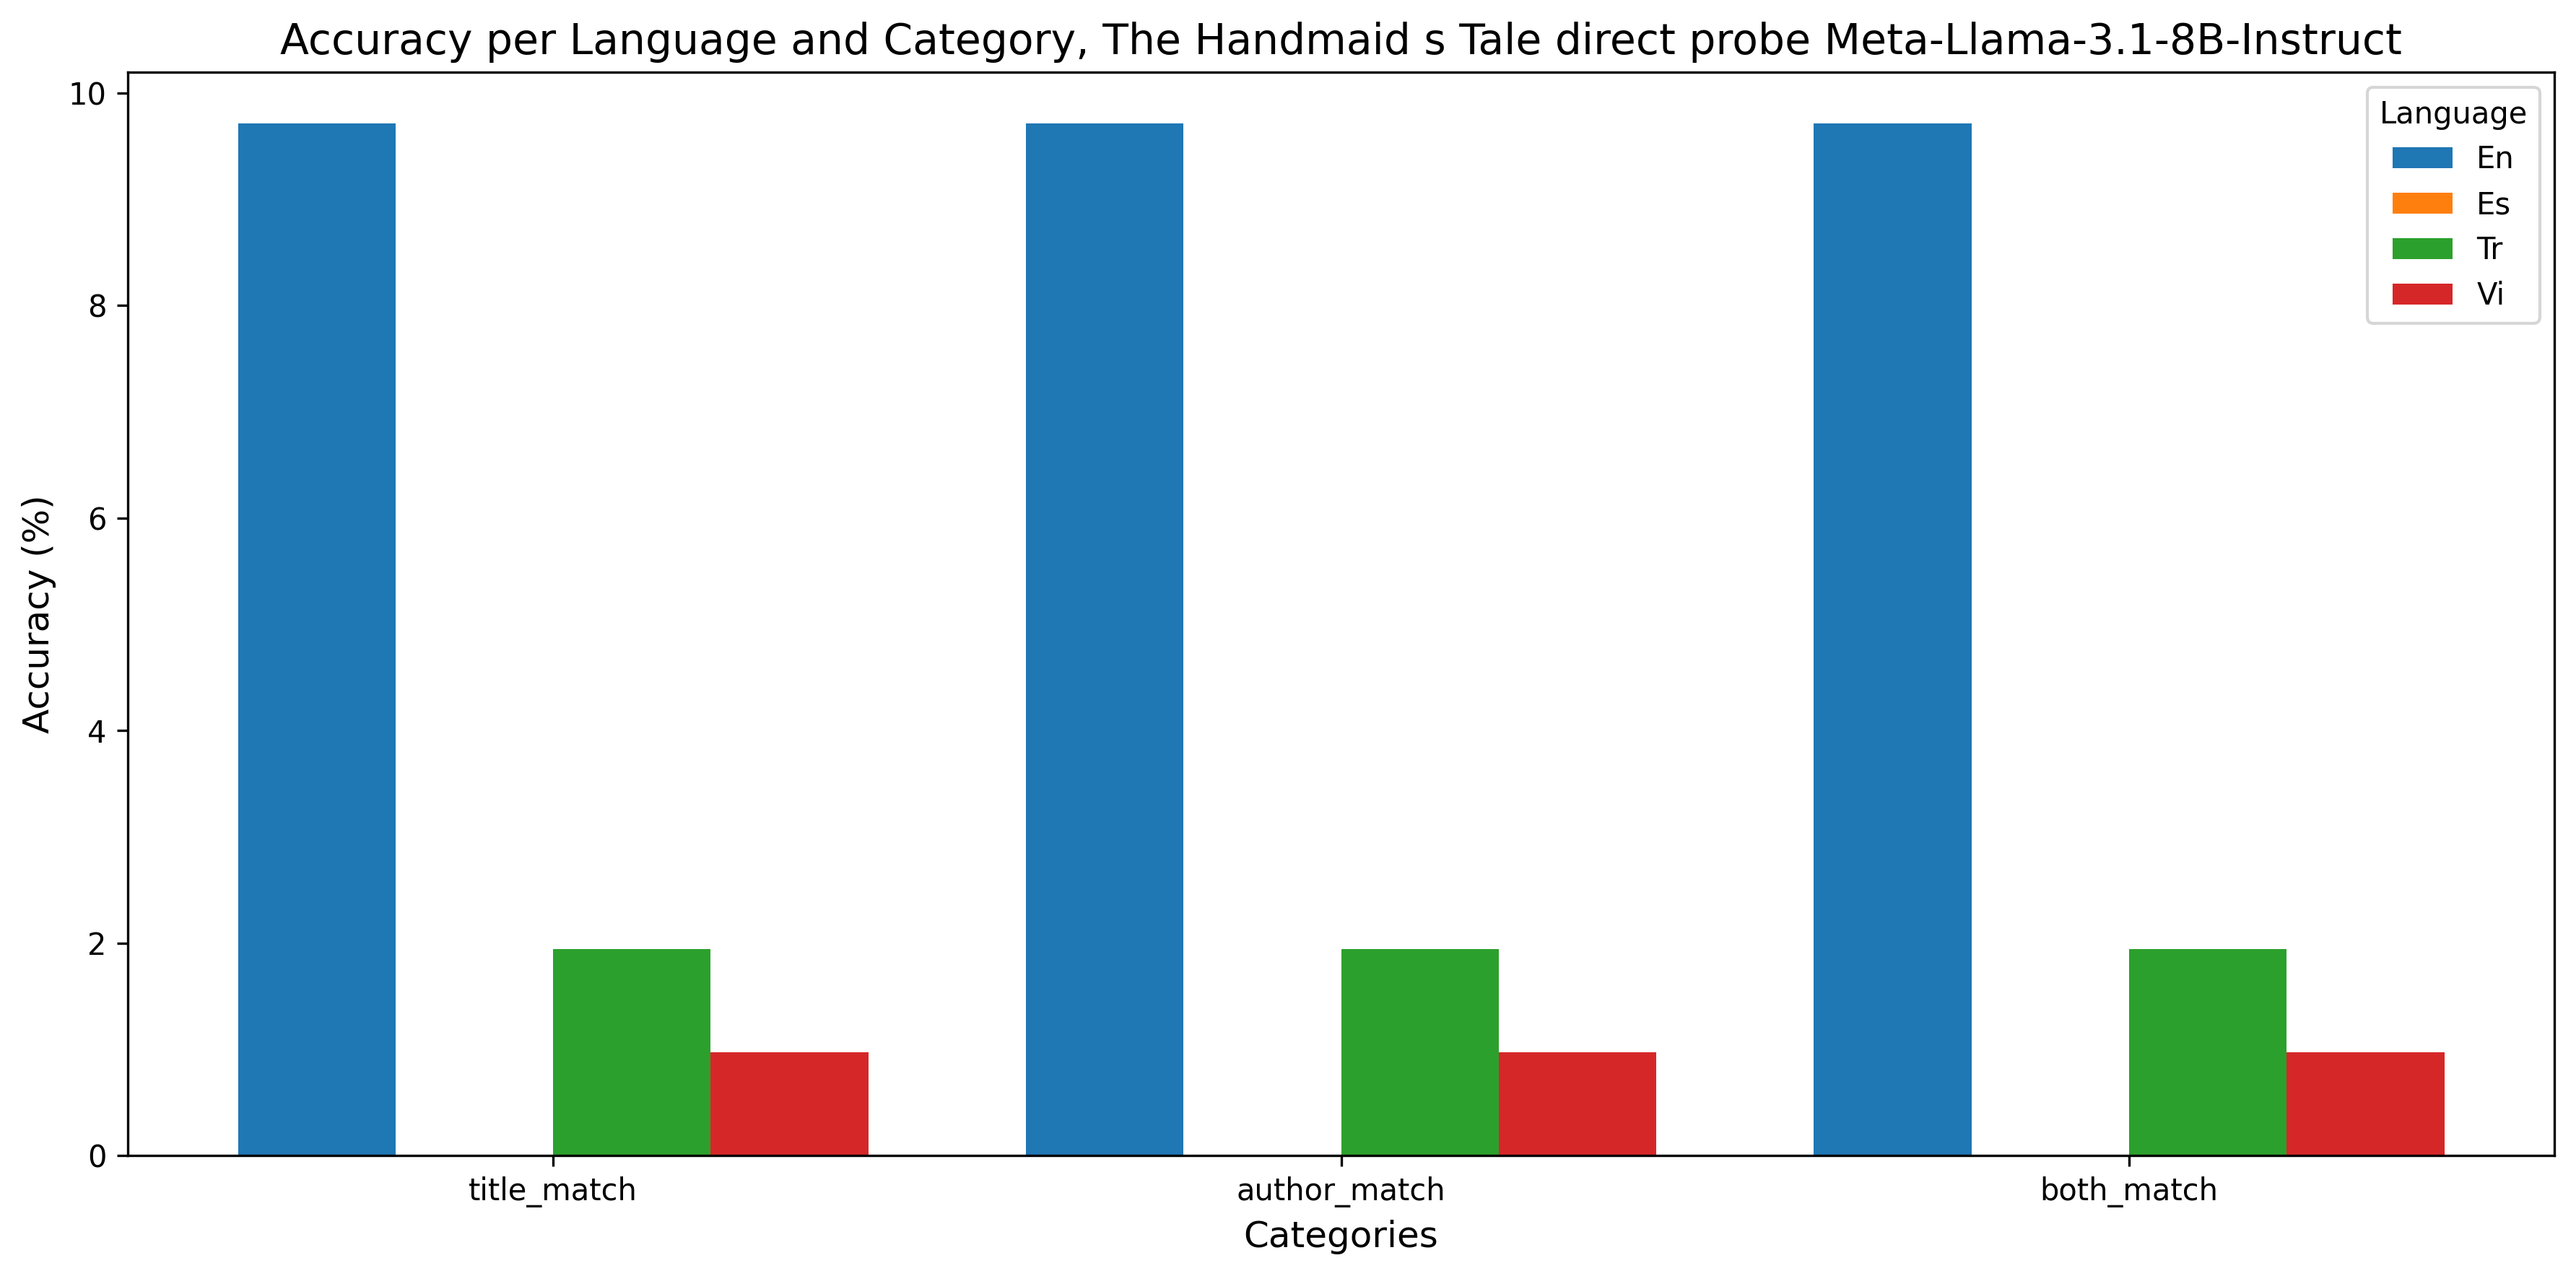 Accuracy per Language and Category, The Handmaid s Tale direct probe Meta-Llama-3.1-8B-Instruct
Accuracy (%)
10
8
6
4
2
0
Language
En
Es
Tr
Vi
title_match
author_match
both_match
Categories